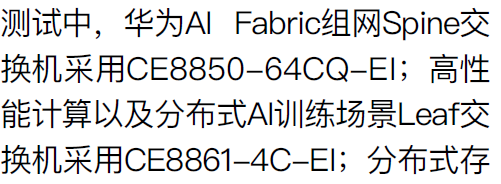 测试中，华为AI Fabric组网Spine交
换机采用CE8850-64CQ-EI；高性
能计算以及分布式AI训练场景Leaf交
换机采用CE8861-4C-EI；分布式存